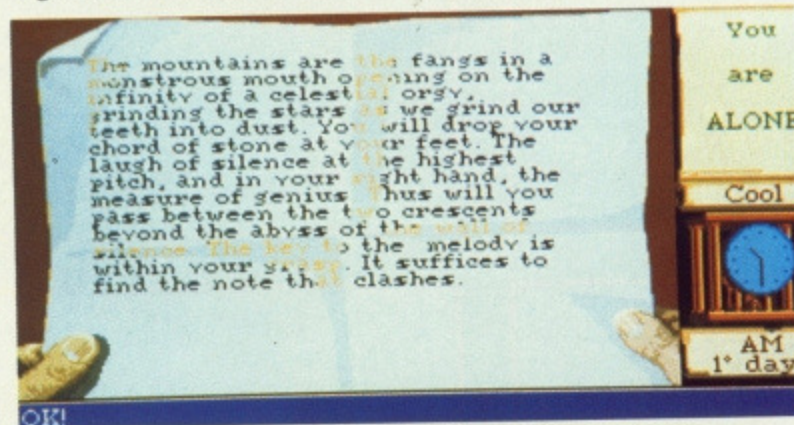 The mountains are the fangs in a
monstrous mouth opening on the
infinity of a celestial orgy,
grinding the stars as we grind our
teeth into dust. You will drop your
chord of stone at your feet. The
laugh of silence at the highest
pitch, and in your right hand, the
measure of genius Thus will you
pass between the two crescents
beyond the abyss of the wall of
silence The key to the melody is
within your grasp. It suffices to
find the note that clashes.
You
are
ALONE
Cool
AM
1° day
OK!